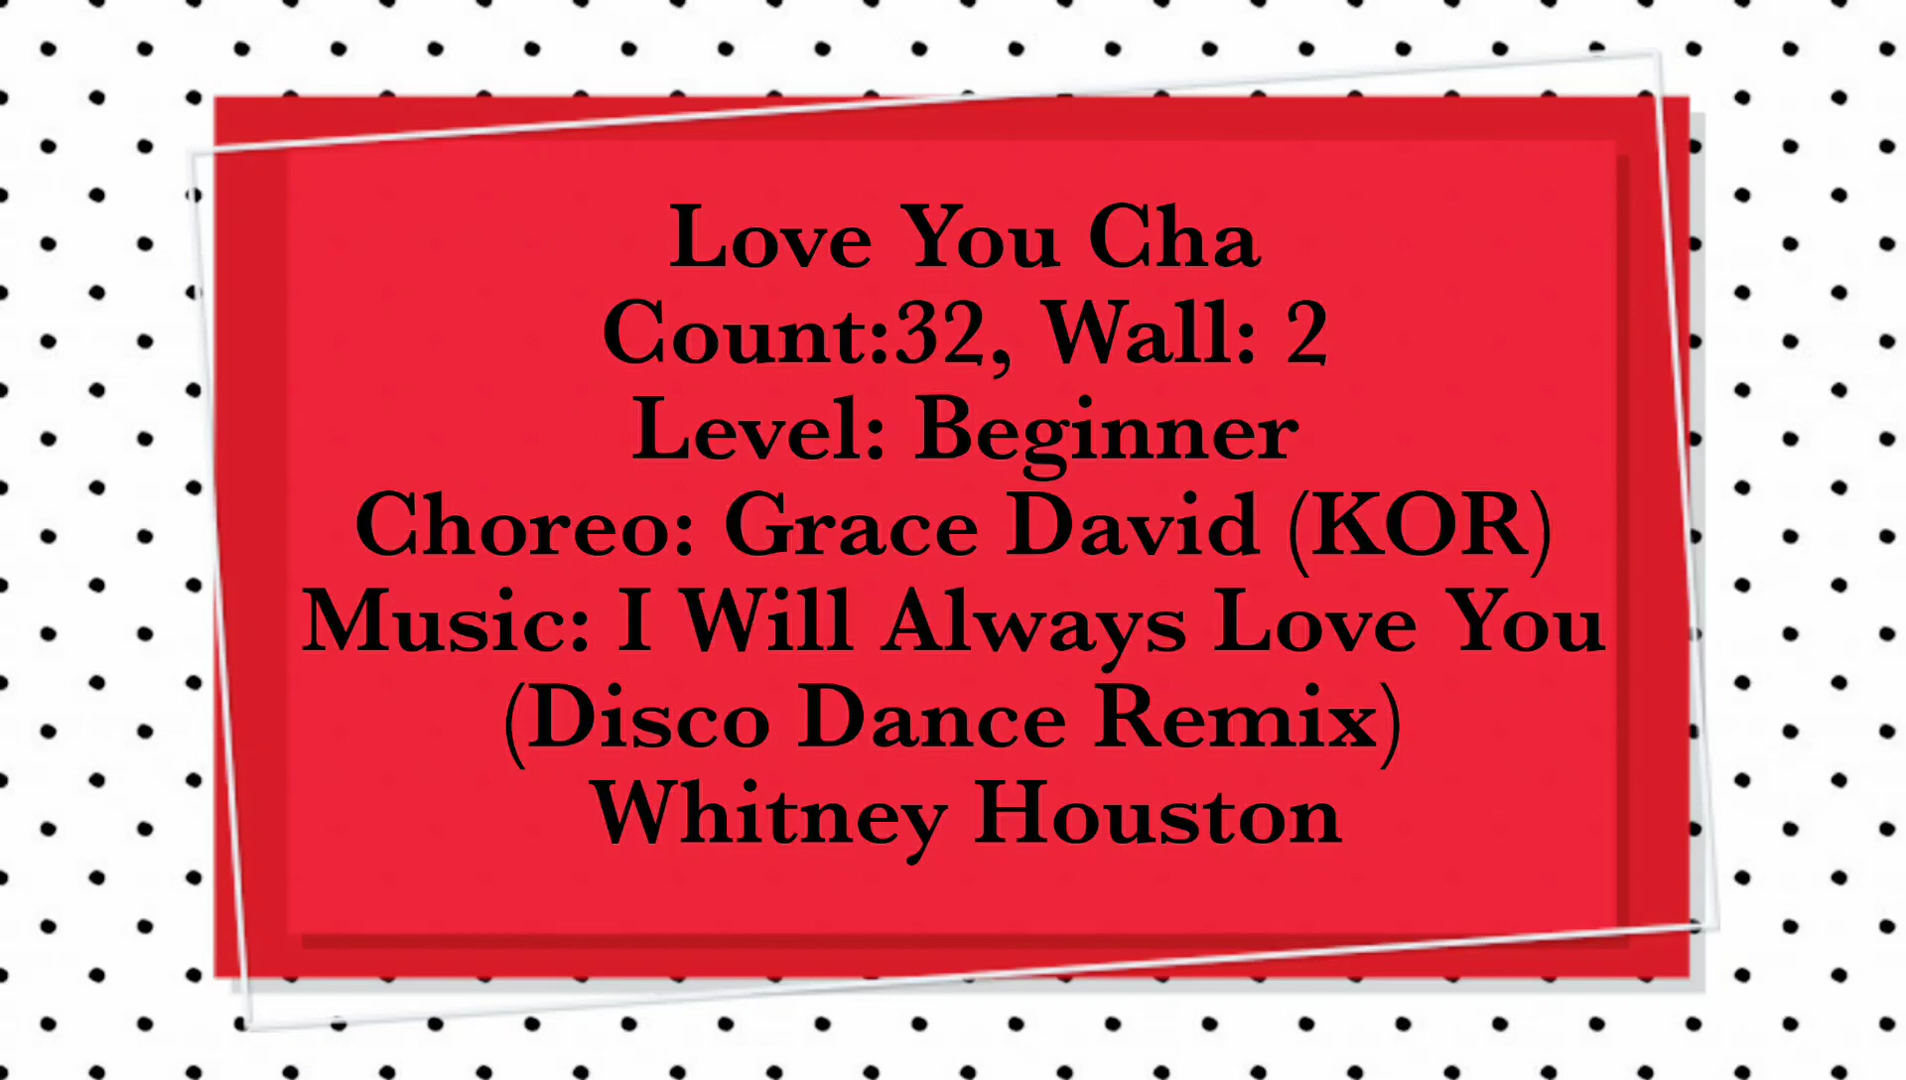 Love You Cha
Count:32, Wall: 2
Level: Beginner
Choreo: Grace David (KOR)
Music: I Will Always Love You
(Disco Dance Remix)
Whitney Houston